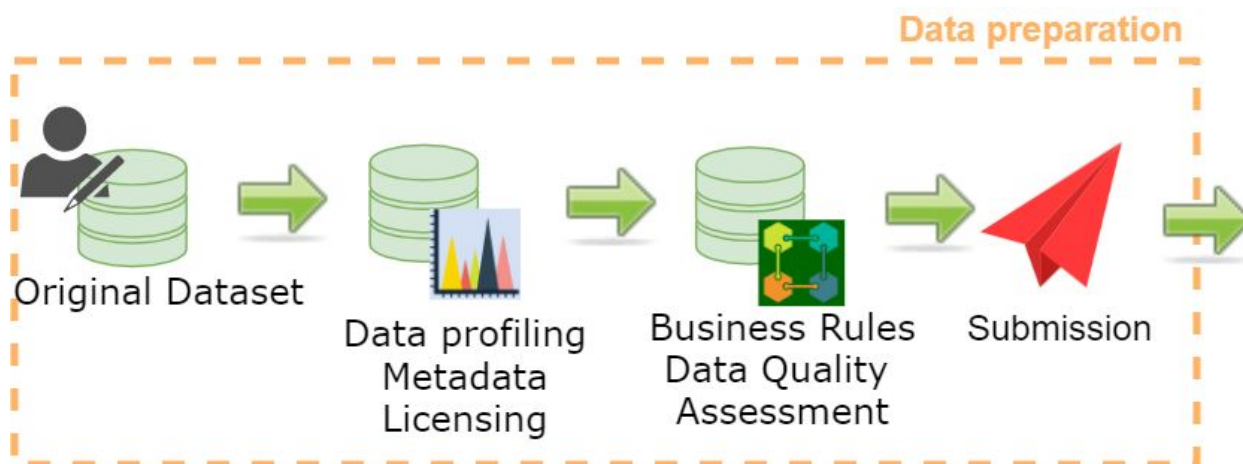 Data preparation
Original Dataset
Data profiling
Metadata
Licensing
Business Rules
Data Quality
Assessment
Submission